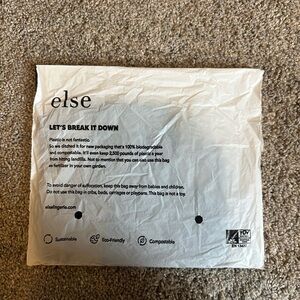 else
LET'S BREAK IT DOWN
Plastic is not fantastic.
So we ditched it for new packaging that's 100% biodegradable
and compostable. It'll even keep 2,500 pounds of plastic a year
from hitting landfills. Not to mention that you can use this bag
as fertilizer in your own garden.
To avoid danger of suffocation, keep this bag away from babies and children.
Do not use this bag in cribs, beds, carriages or playpens. This bag is not a toy.
elselingerie.com
Sustainable
Eco-Friendly
Compostable
TÜV